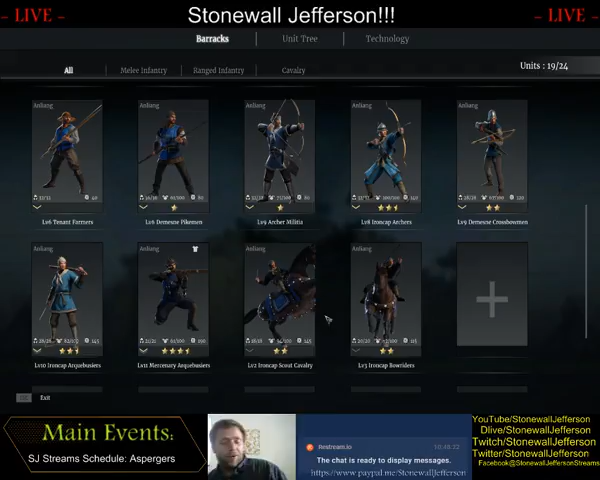 - LIVE -
Stonewall Jefferson!!!
- LIVE -
Barracks
Unit Tree
Technology
All
Melee Infantry
Ranged Infantry
Cavalry
Units : 19/24
Anliang
Anliang
Anliang
Anliang
Anliang
Lv6 Tenant Farmers
Lv6 Demesne Pikemen
Lv9 Archer Militia
Lv8 Ironcap Archers
Lv9 Demesne Crossbowmen
Anliang
Anliang
Anliang
Anliang
Lv10 Ironcap Arquebusiers
Lv11 Mercenary Arquebusiers
Lv2 Ironcap Scout Cavalry
Lv3 Ironcap Bowriders
Exit
Main Events:
SJ Streams Schedule: Aspergers
Restream.io
The chat is ready to display messages.
https://www.paypal.me/StonewallJefferson
YouTube/StonewallJefferson
Dlive/StonewallJefferson
Twitch/StonewallJefferson
Twitter/StonewallJefferson
Facebook@StonewallJeffersonStreams